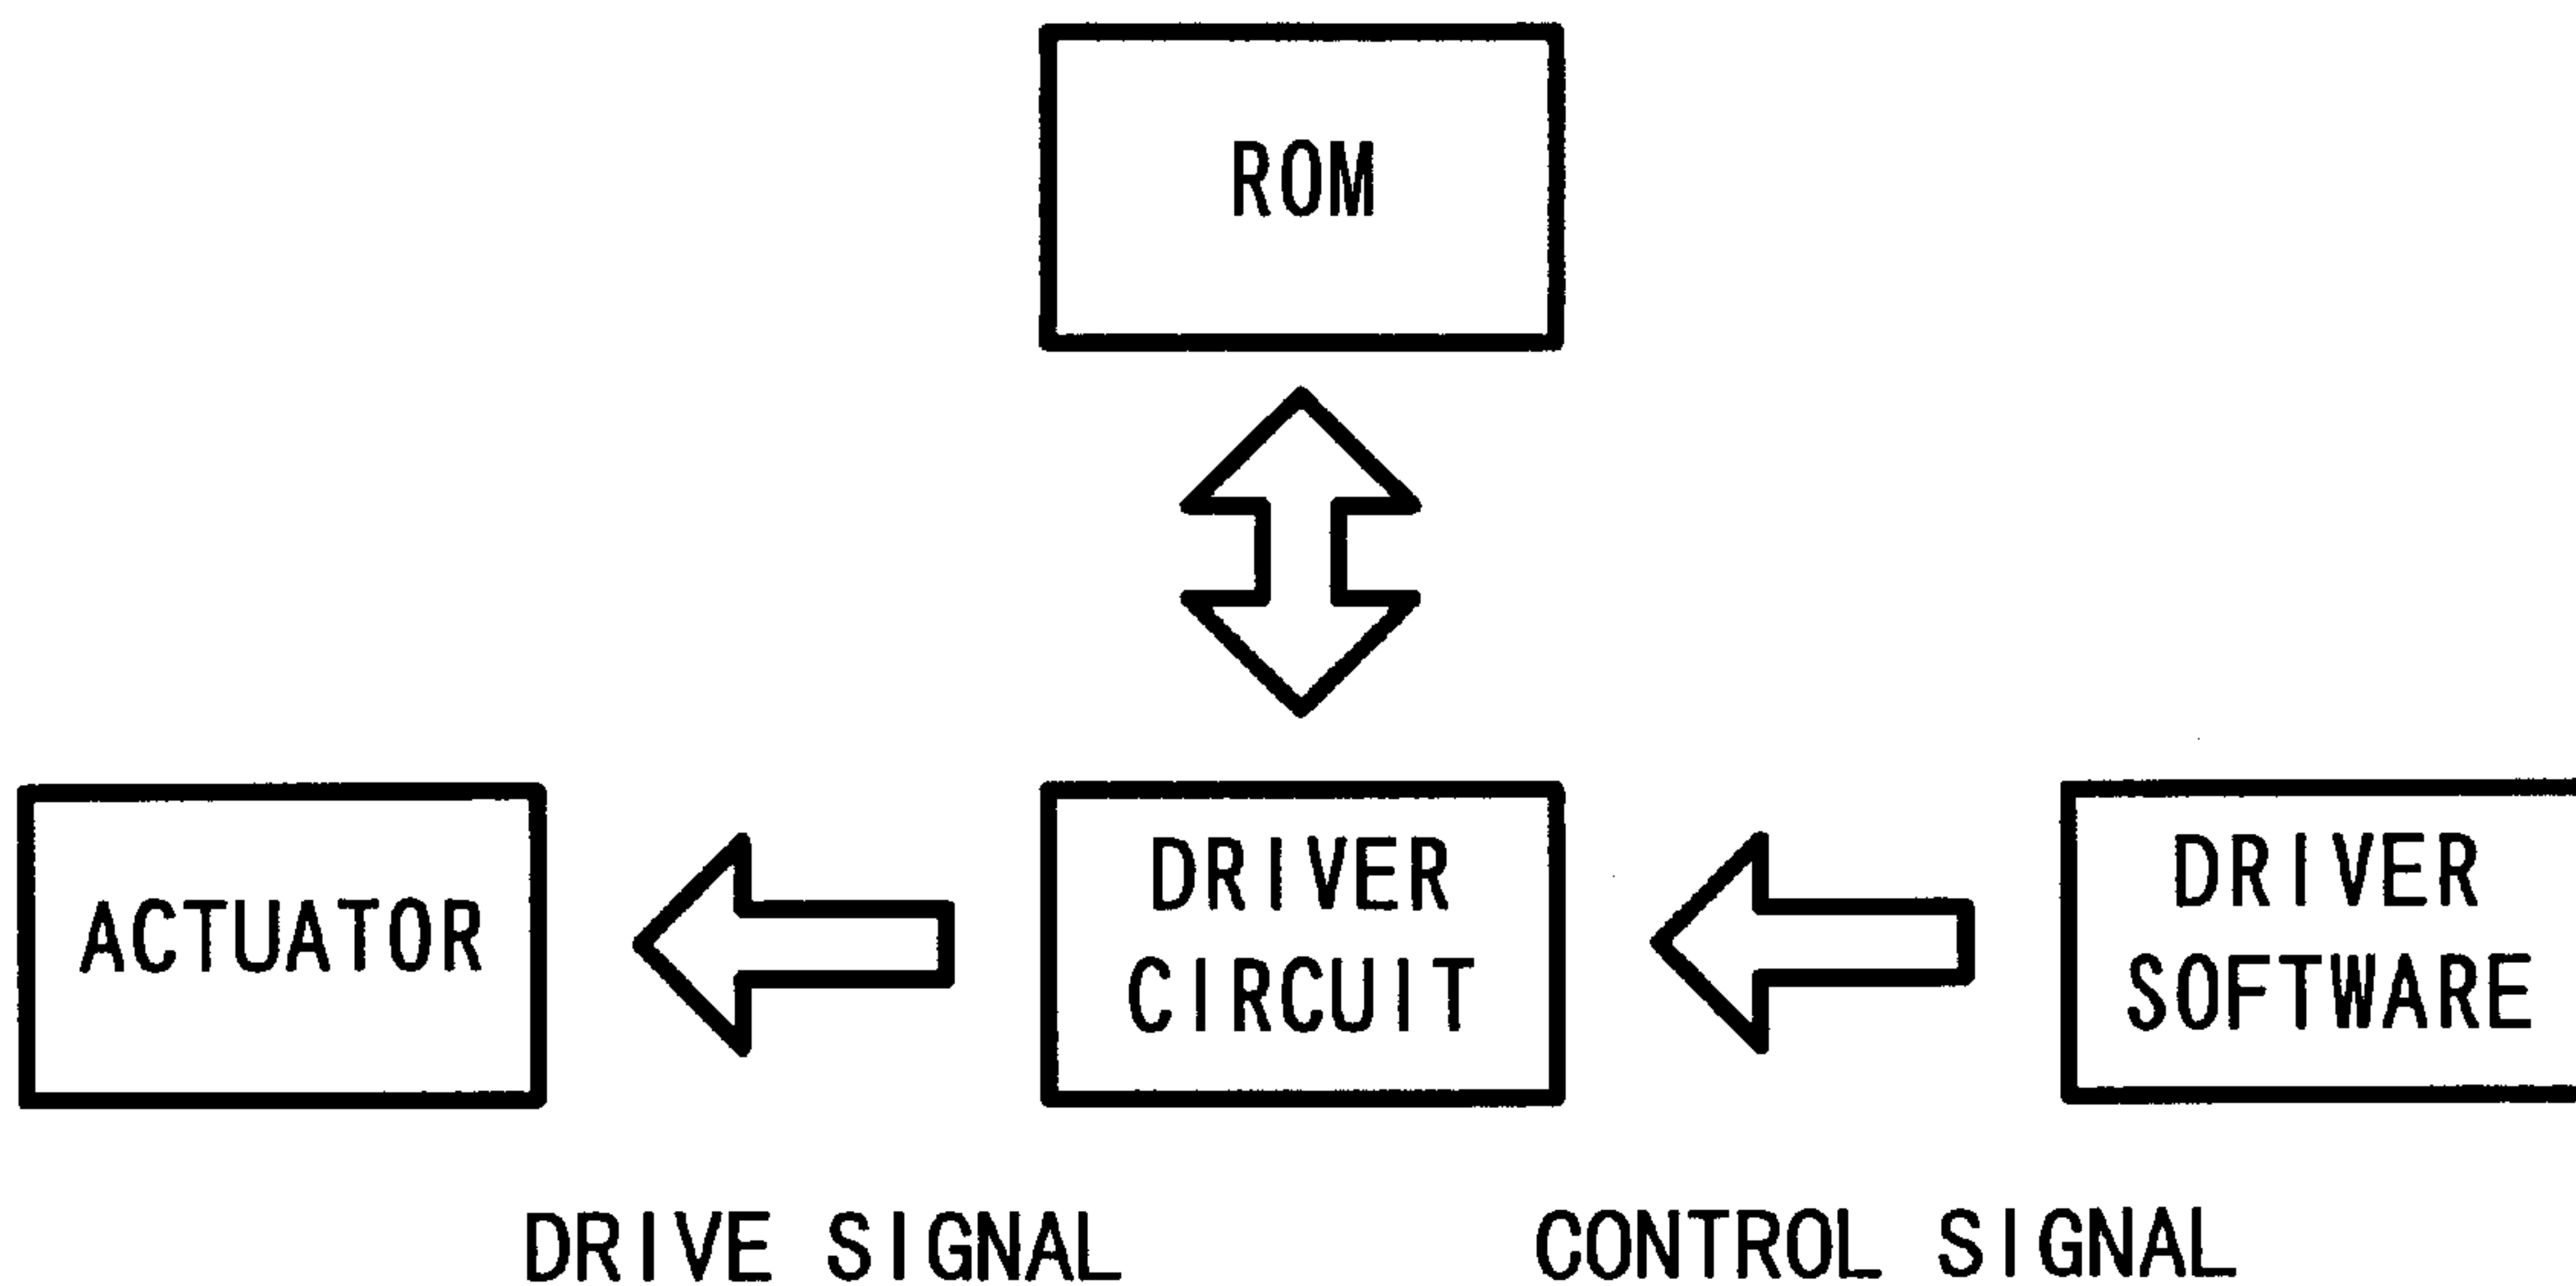 ROM
ACTUATOR
DRIVER
CIRCUIT
DRIVER
SOFTWARE
DRIVE SIGNAL
CONTROL SIGNAL